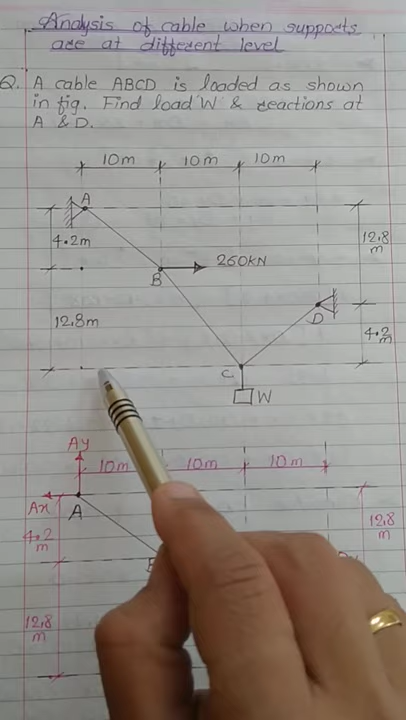 Analysis of cable when supports
are at different level
Q. A cable ABCD is loaded as shown
in fig. Find load W & reactions at
A & D.
10m 10m 10m
A
4.2m
12.8
m
B
260KN
12.8m
D
4.2
m
C
W
Ay
10m 10m 10m
Ax
A
4.2
m
12.8
m
12.8
m